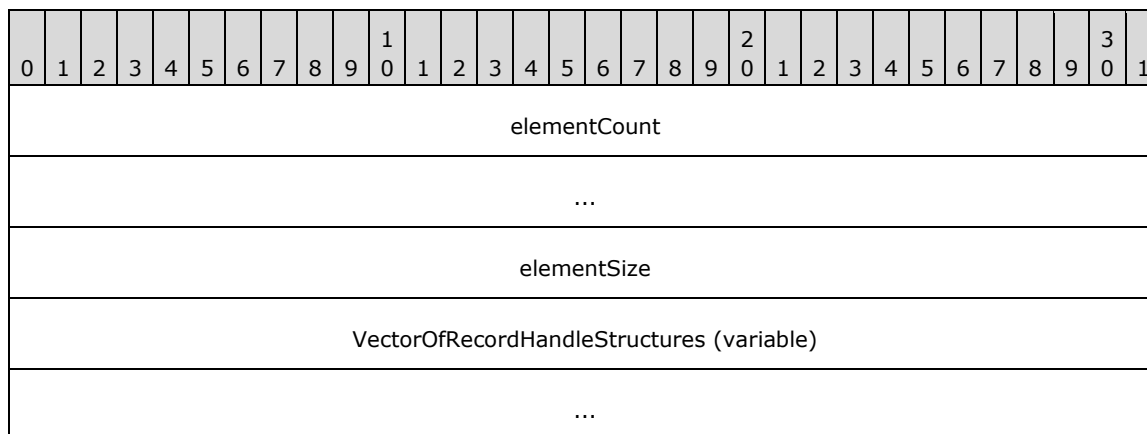 1 2 3
0 1 2 3 4 5 6 7 8 9 0 1 2 3 4 5 6 7 8 9 0 1 2 3 4 5 6 7 8 9 0 1
elementCount
...
elementSize
VectorOfRecordHandleStructures (variable)
...